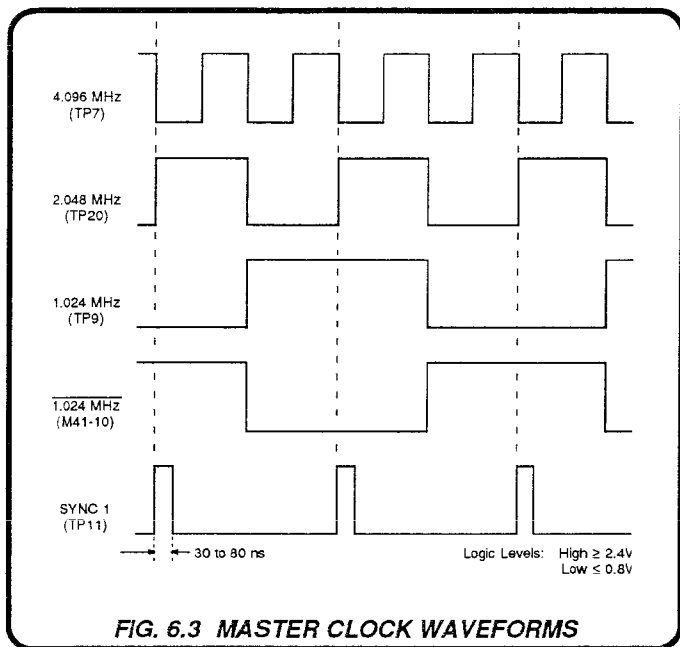 4.096 MHz
(TP7)
2.048 MHz
(TP20)
1.024 MHz
(TP9)
1.024 MHz
(M41-10)
SYNC 1
(TP11)
30 to 80 ns
Logic Levels: High ≥ 2.4V
Low ≤ 0.8V
FIG. 6.3 MASTER CLOCK WAVEFORMS